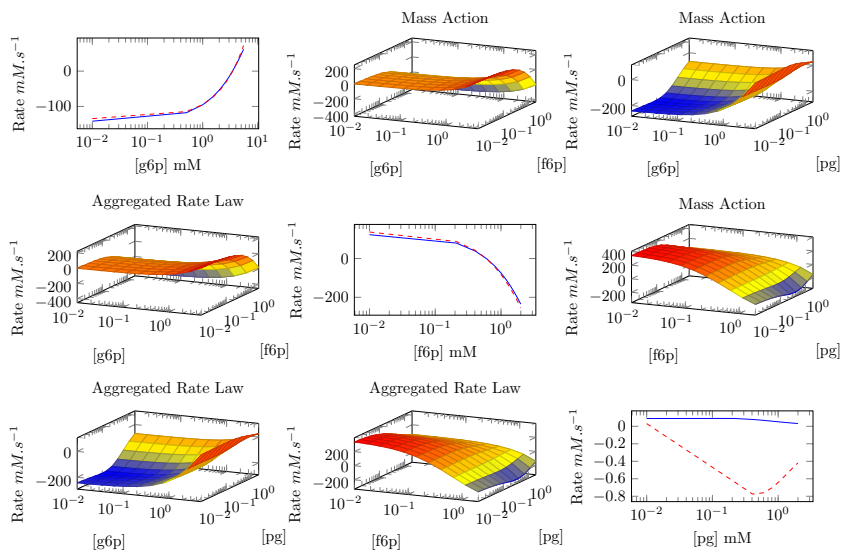 Mass Action
0
−100
Rate mM.s⁻¹
10⁻² 10⁻¹ 10⁰ 10¹
[g6p] mM
200
0
−200
−400
Rate mM.s⁻¹
10⁻² 10⁻¹ 10⁰
[g6p]
10⁻² 10⁻¹ 10⁰
[f6p]
Mass Action
0
−200
Rate mM.s⁻¹
10⁻² 10⁻¹ 10⁰
[g6p]
10⁻² 10⁻¹ 10⁰
[pg]
Aggregated Rate Law
200
0
−200
−400
Rate mM.s⁻¹
10⁻² 10⁻¹ 10⁰
[g6p]
10⁻² 10⁻¹ 10⁰
[f6p]
0
−200
Rate mM.s⁻¹
10⁻² 10⁻¹ 10⁰
[f6p] mM
Mass Action
400
200
0
−200
Rate mM.s⁻¹
10⁻² 10⁻¹ 10⁰
[f6p]
10⁻² 10⁻¹ 10⁰
[pg]
Aggregated Rate Law
0
−200
Rate mM.s⁻¹
10⁻² 10⁻¹ 10⁰
[g6p]
10⁻² 10⁻¹ 10⁰
[pg]
Aggregated Rate Law
400
200
0
−200
Rate mM.s⁻¹
10⁻² 10⁻¹ 10⁰
[f6p]
10⁻² 10⁻¹ 10⁰
[pg]
0
−0.2
−0.4
−0.6
−0.8
Rate mM.s⁻¹
10⁻² 10⁻¹ 10⁰
[pg] mM